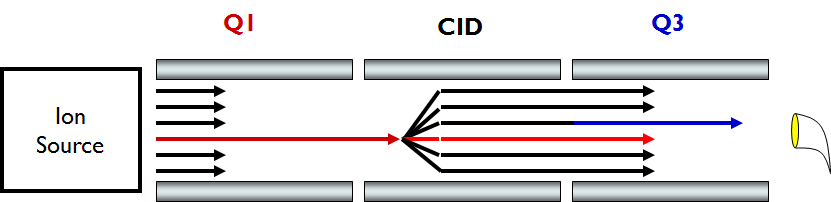 Q1
CID
Q3
Ion
Source